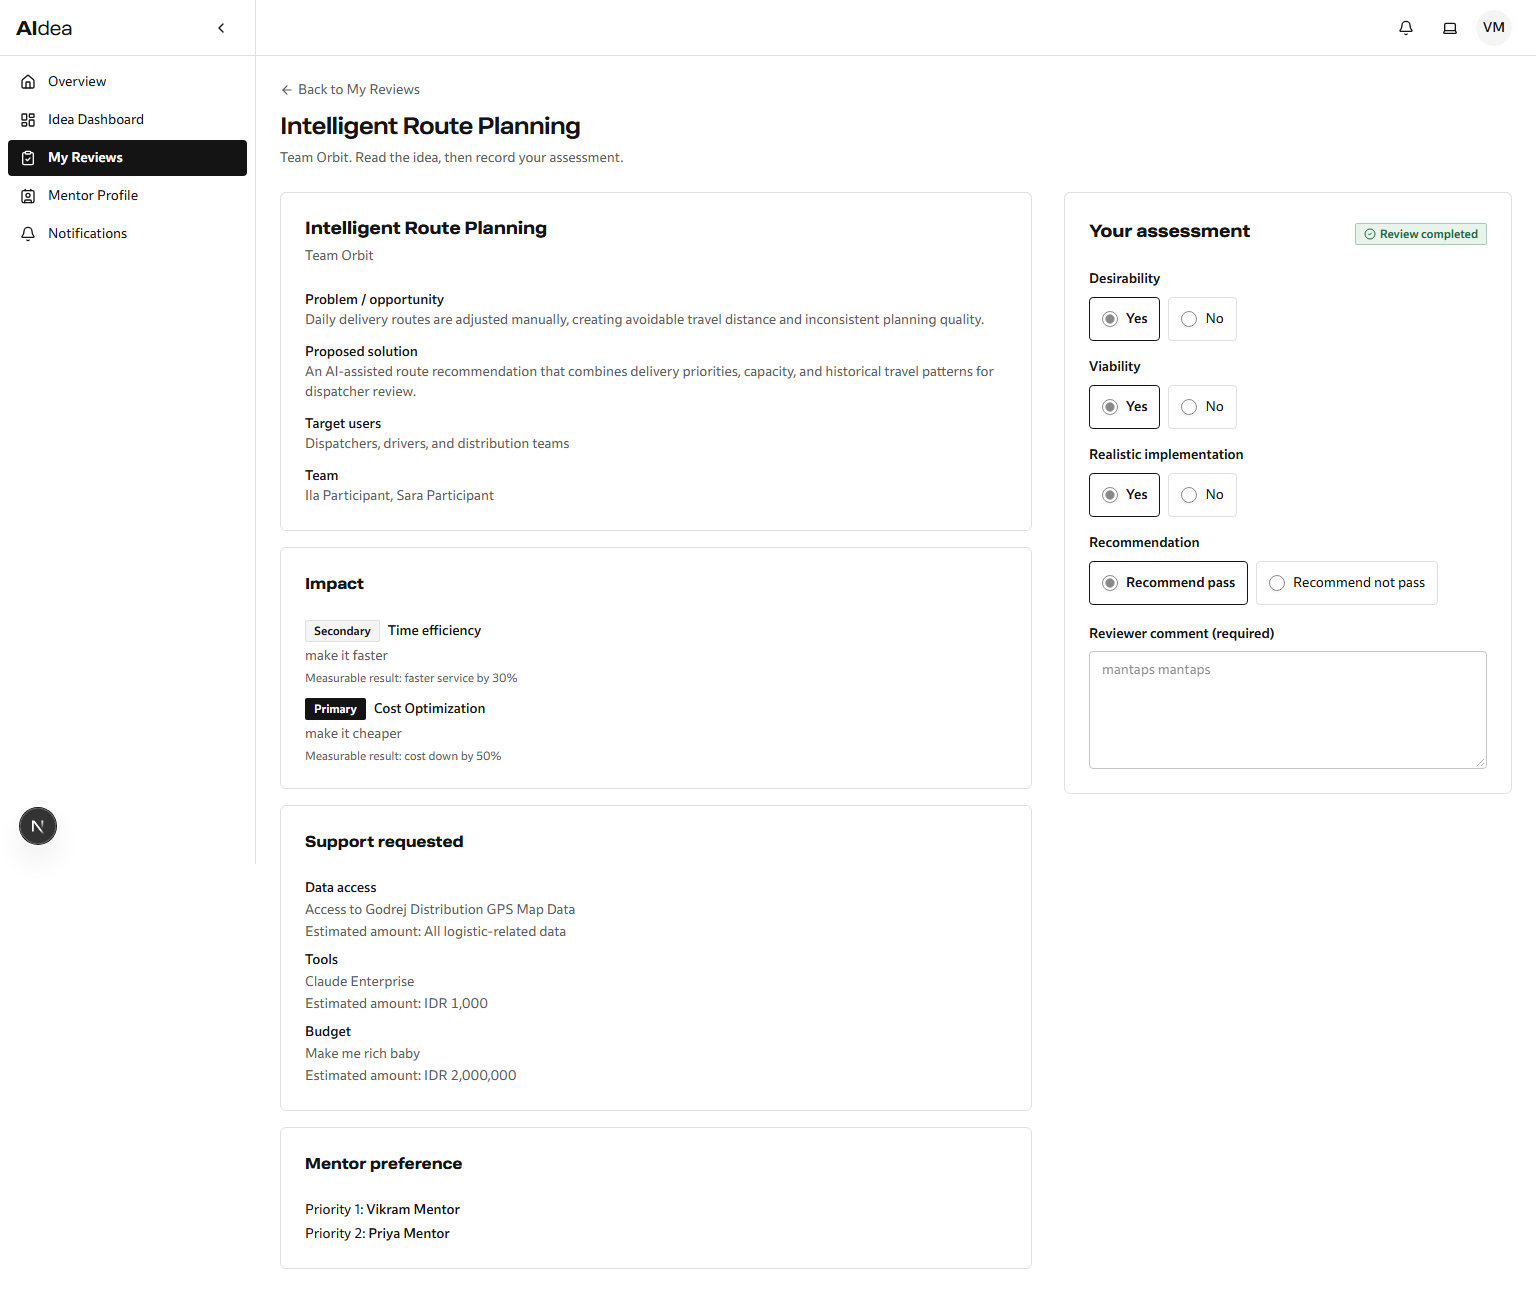 AIdea
VM
Overview
Idea Dashboard
My Reviews
Mentor Profile
Notifications
Back to My Reviews
Intelligent Route Planning
Team Orbit. Read the idea, then record your assessment.
Intelligent Route Planning
Team Orbit
Problem / opportunity
Daily delivery routes are adjusted manually, creating avoidable travel distance and inconsistent planning quality.
Proposed solution
An AI-assisted route recommendation that combines delivery priorities, capacity, and historical travel patterns for
dispatcher review.
Target users
Dispatchers, drivers, and distribution teams
Team
Ila Participant, Sara Participant
Impact
Secondary Time efficiency
make it faster
Measurable result: faster service by 30%
Primary Cost Optimization
make it cheaper
Measurable result: cost down by 50%
Support requested
Data access
Access to Godrej Distribution GPS Map Data
Estimated amount: All logistic-related data
Tools
Claude Enterprise
Estimated amount: IDR 1,000
Budget
Make me rich baby
Estimated amount: IDR 2,000,000
Mentor preference
Priority 1: Vikram Mentor
Priority 2: Priya Mentor
Your assessment
Review completed
Desirability
Yes No
Viability
Yes No
Realistic implementation
Yes No
Recommendation
Recommend pass Recommend not pass
Reviewer comment (required)
mantaps mantaps
N